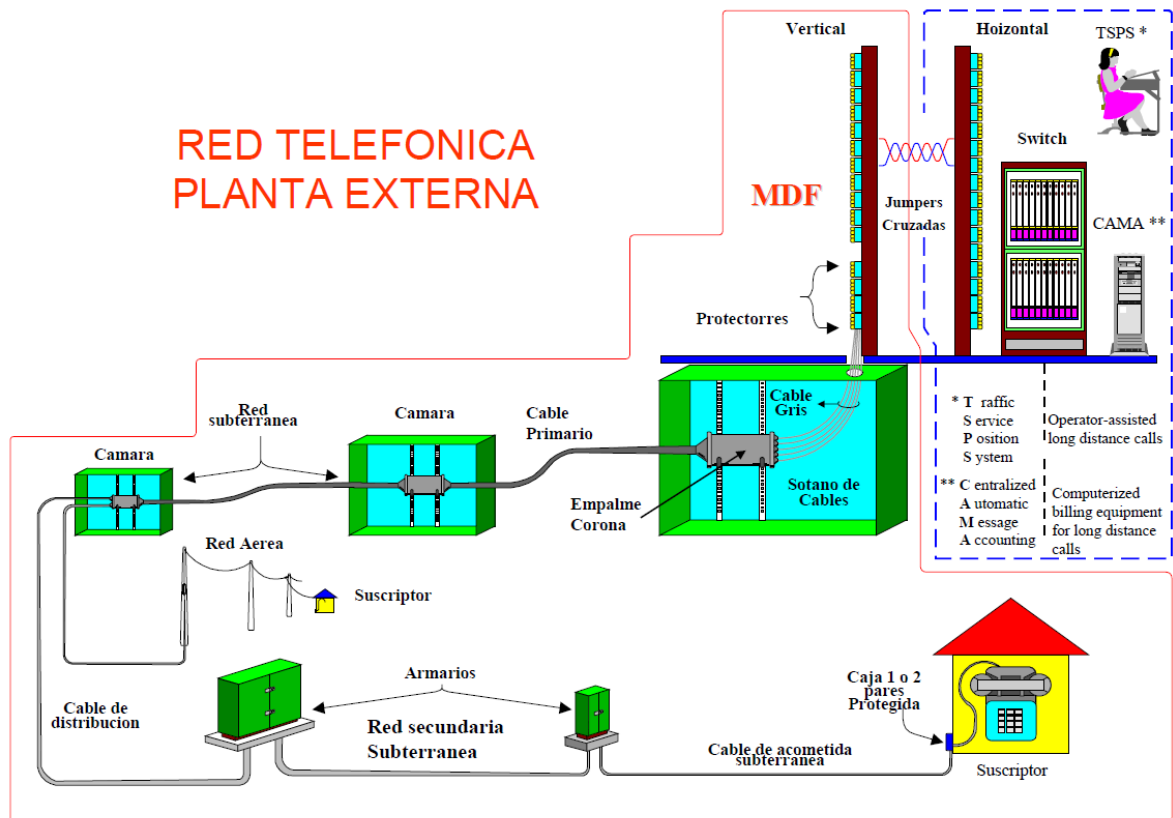 RED TELEFONICA
PLANTA EXTERNA
Vertical
Hoizontal
TSPS *
Switch
MDF
Jumpers
Cruzadas
CAMA **
Protectorres
Cable
Gris
* T raffic
S ervice
P osition
S ystem
Operator-assisted
long distance calls
** C entralized
A utomatic
M essage
A ccounting
Computerized
billing equipment
for long distance
calls
Red
subterranea
Camara
Camara
Cable
Primario
Empalme
Corona
Sotano de
Cables
Red Aerea
Suscriptor
Armarios
Cable de
distribucion
Red secundaria
Subterranea
Caja 1 o 2
pares
Protegida
Cable de acometida
subterranea
Suscriptor